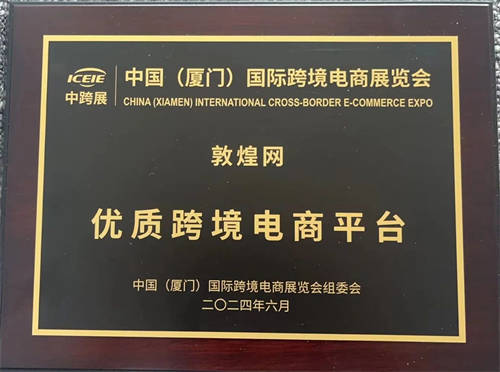 ICEIE
中跨展
中国（厦门）国际跨境电商展览会
CHINA (XIAMEN) INTERNATIONAL CROSS-BORDER E-COMMERCE EXPO
敦煌网
优质跨境电商平台
中国（厦门）国际跨境电商展览会组委会
二〇二四年六月